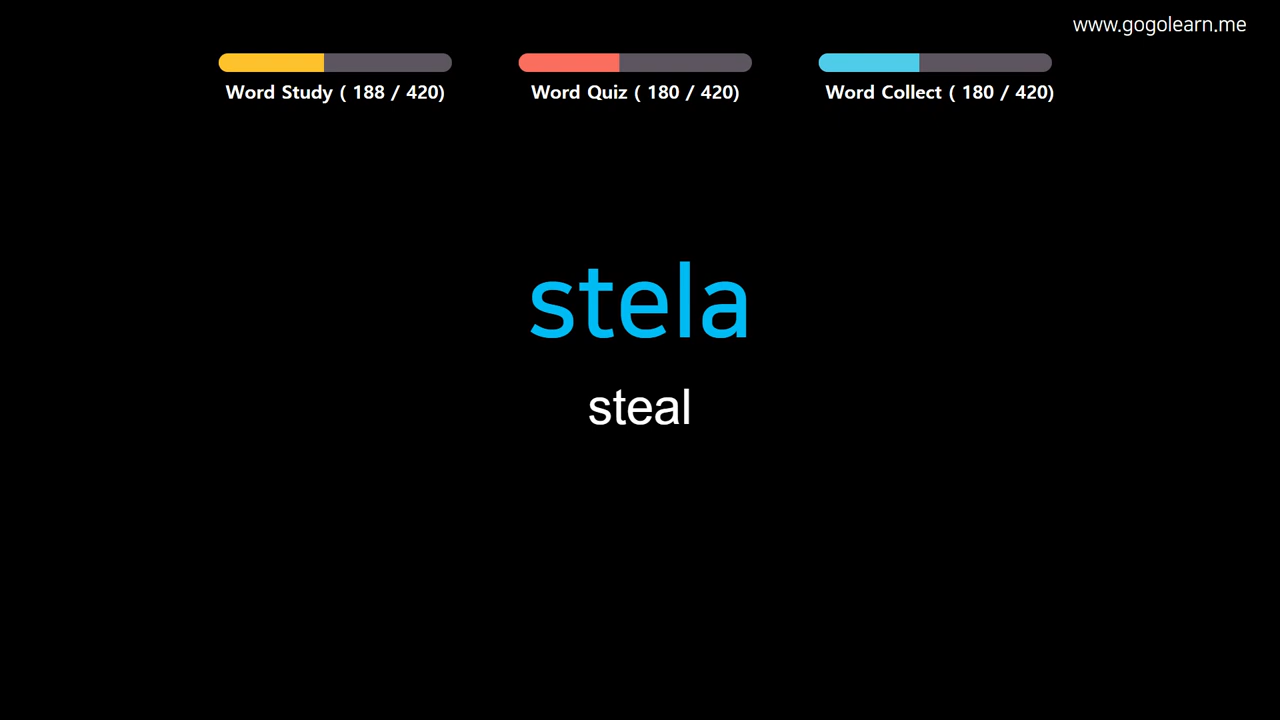 www.gogolearn.me
Word Study ( 188 / 420)
Word Quiz ( 180 / 420)
Word Collect ( 180 / 420)
stela
steal